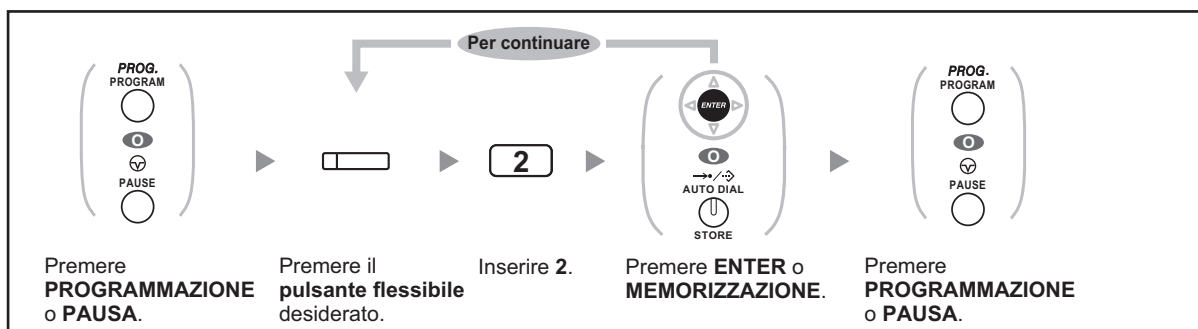 Per continuare
PROG.
PROGRAM
O
PAUSE
2
ENTER
O
AUTO DIAL
STORE
PROG.
PROGRAM
O
PAUSE
Premere
PROGRAMMAZIONE
o PAUSA.
Premere il
pulsante flessibile
desiderato.
Inserire 2.
Premere ENTER o
MEMORIZZAZIONE.
Premere
PROGRAMMAZIONE
o PAUSA.